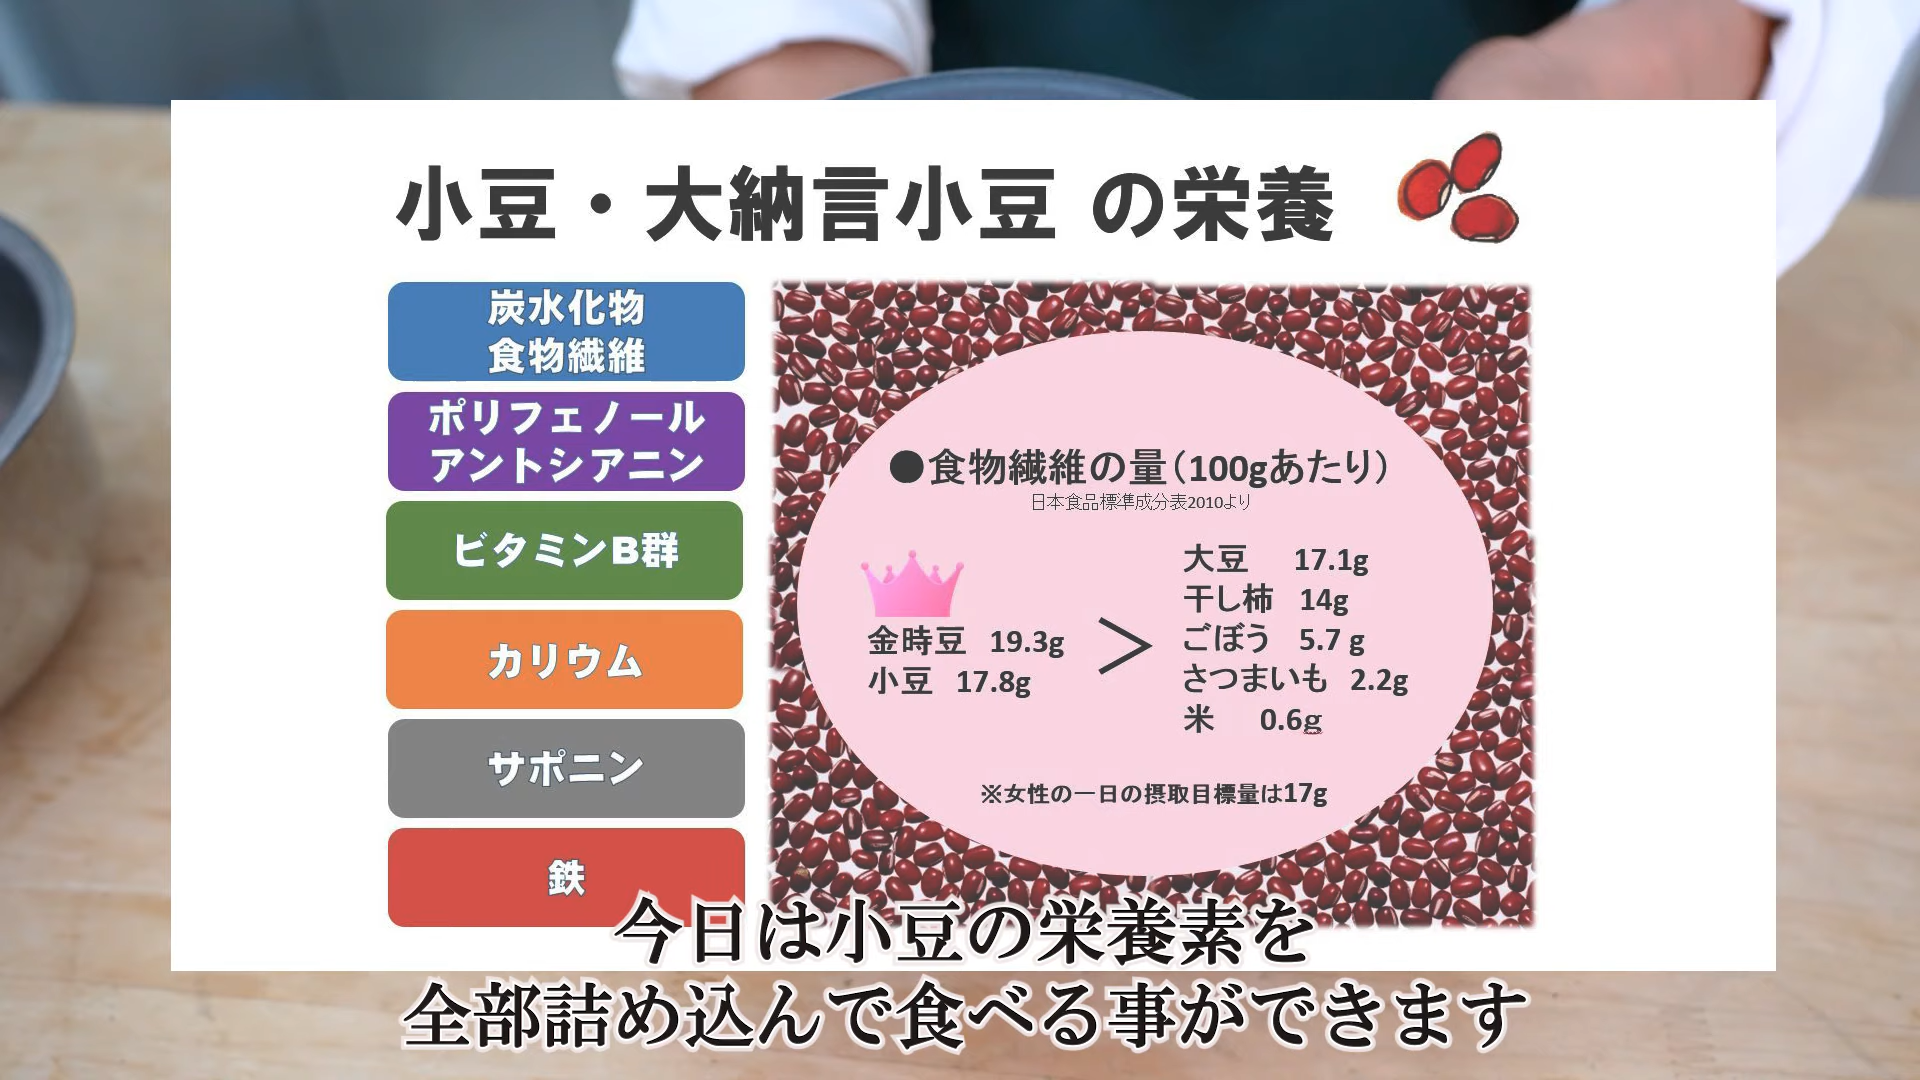 小豆・大納言小豆 の栄養
炭水化物
食物繊維
ポリフェノール
アントシアニン
ビタミンB群
カリウム
サポニン
鉄
●食物繊維の量（100gあたり）
日本食品標準成分表2010より
金時豆 19.3g
小豆 17.8g
＞
大豆 17.1g
干し柿 14g
ごぼう 5.7 g
さつまいも 2.2g
米 0.6g
※女性の一日の摂取目標量は17g
今日は小豆の栄養素を
全部詰め込んで食べる事ができます